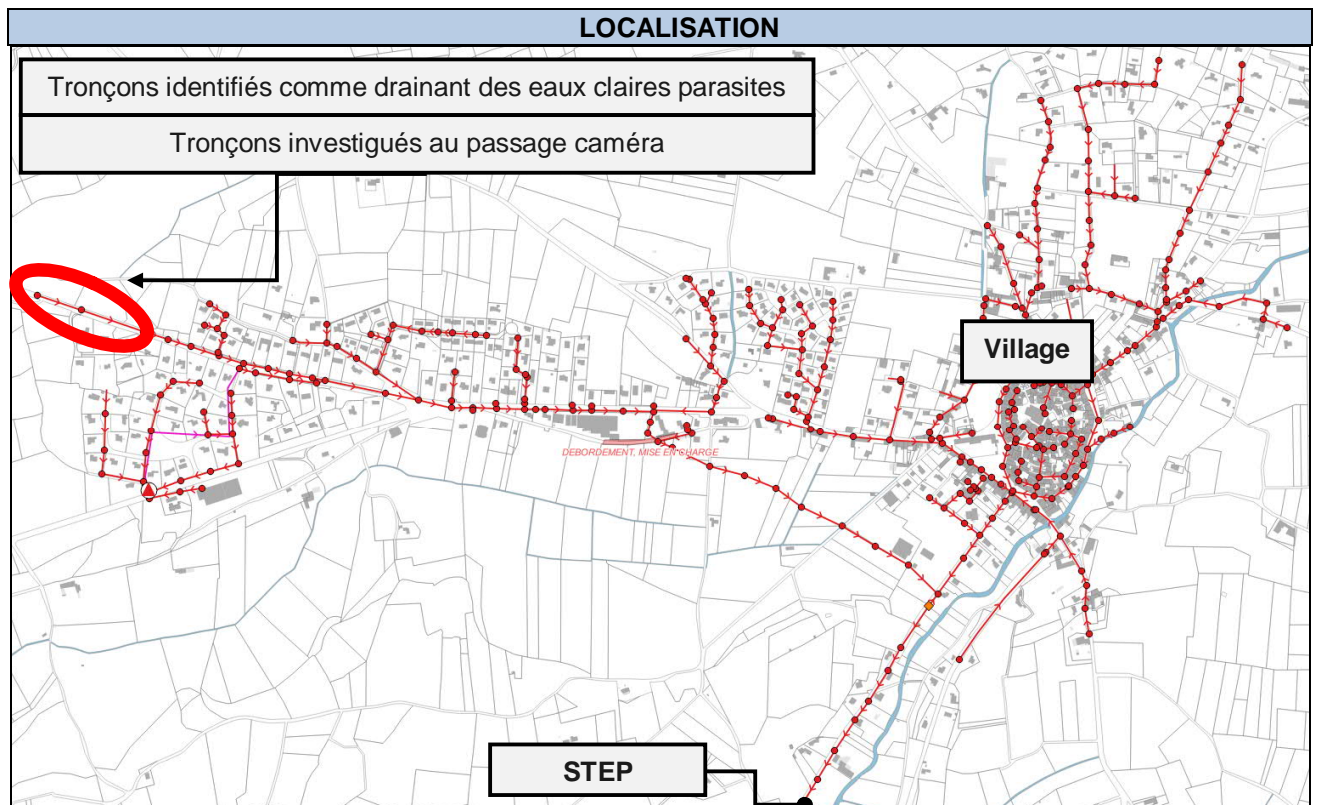 LOCALISATION
Tronçons identifiés comme drainant des eaux claires parasites
Tronçons investigués au passage caméra
Village
DEBORDEMENT, MISE EN CHARGE
STEP